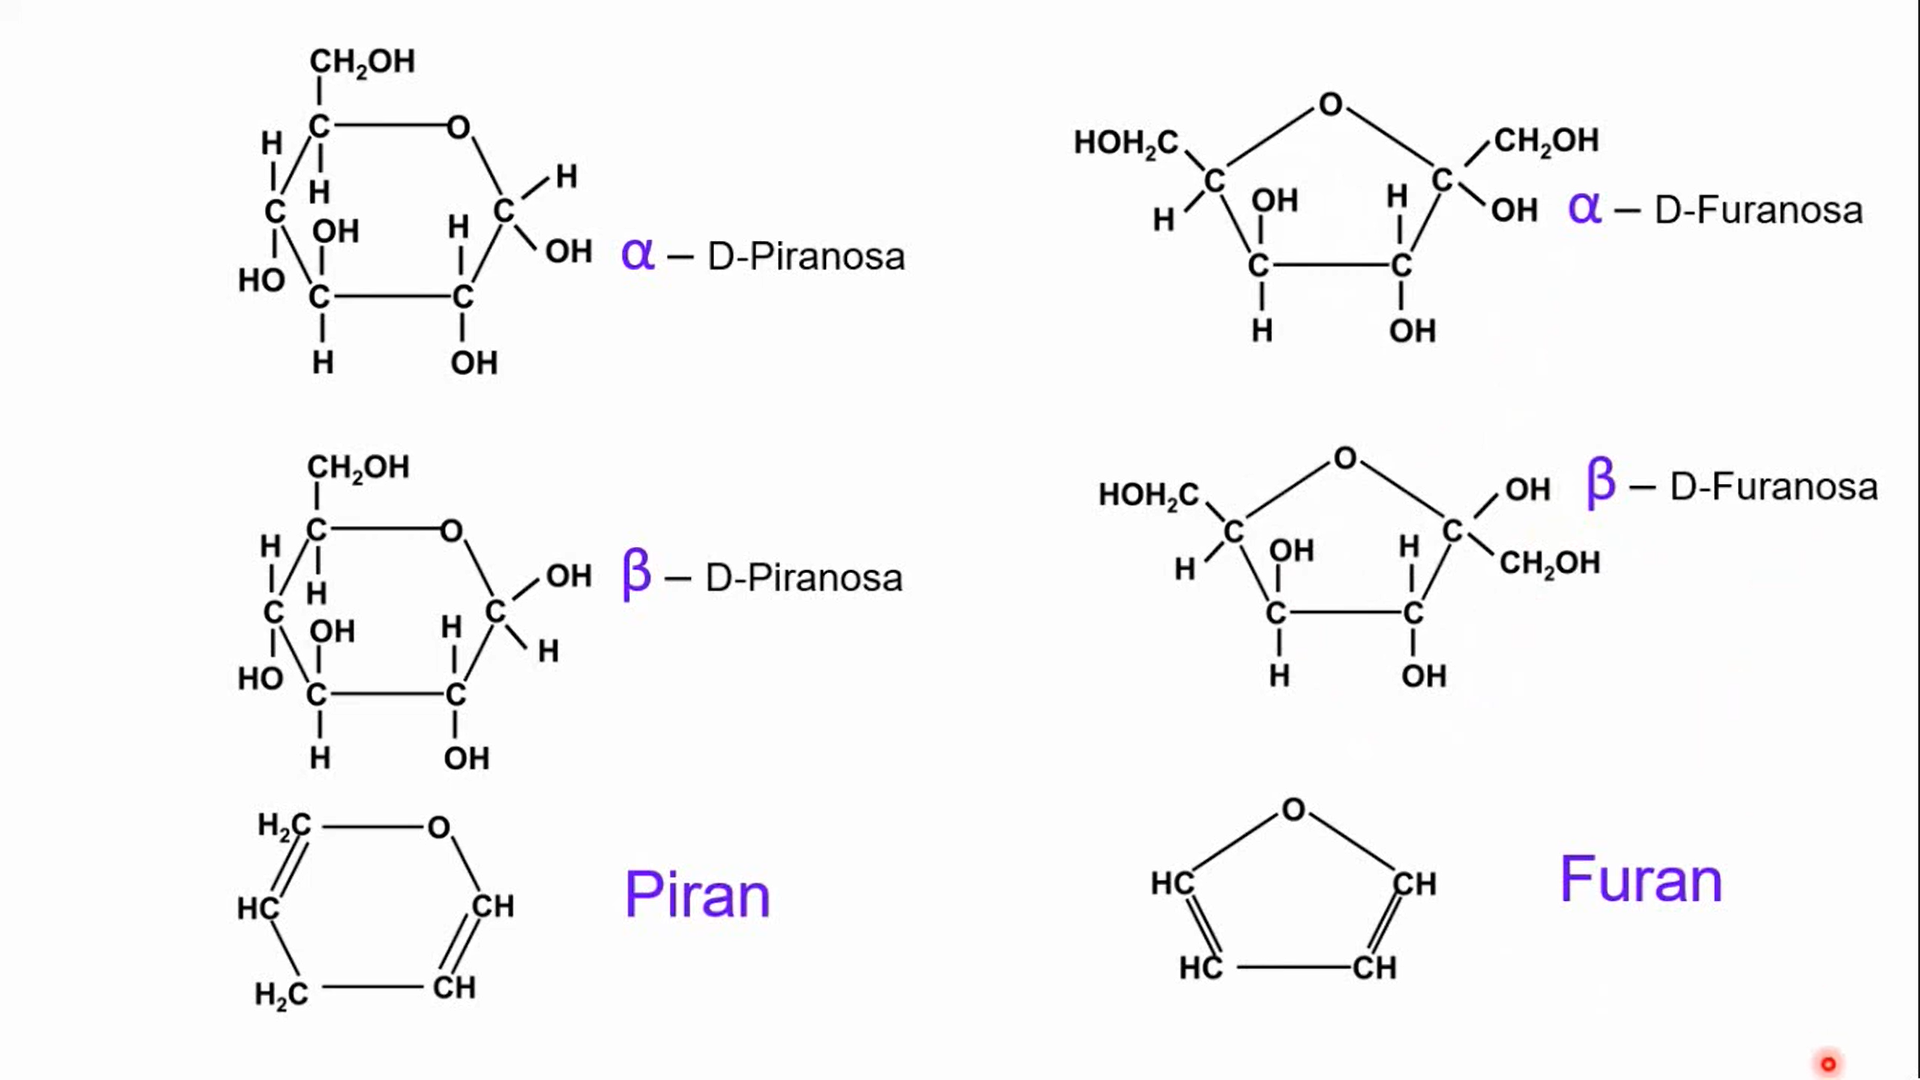 CH₂OH
C O
H
H
H
C
C
OH
H
OH
HO
C C
H
OH
α – D-Piranosa
O
HOH₂C
CH₂OH
C
C
H
OH
H
OH
C C
H
OH
α – D-Furanosa
CH₂OH
C O
H
H
OH
C
C
OH
H
H
HO
C C
H
OH
β – D-Piranosa
O
HOH₂C
OH
C
C
H
OH
H
CH₂OH
C C
H
OH
β – D-Furanosa
H₂C O
HC
CH
H₂C CH
Piran
O
HC CH
HC CH
Furan